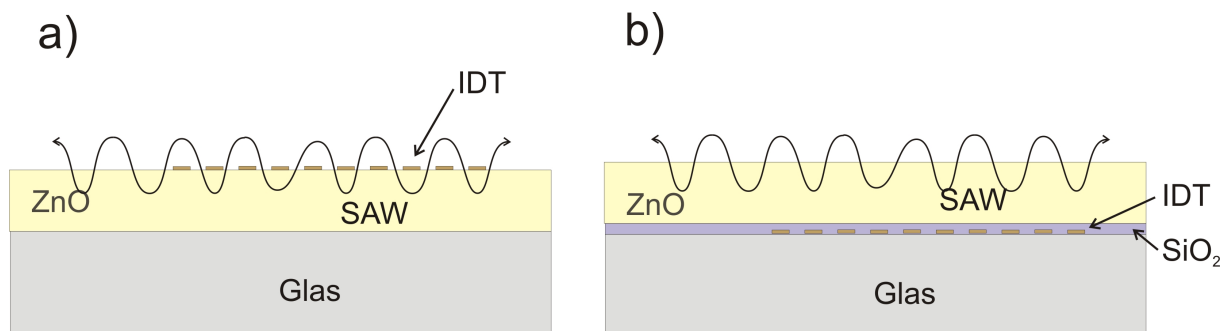 a)
IDT
ZnO
SAW
Glas
b)
ZnO
SAW
IDT
SiO₂
Glas